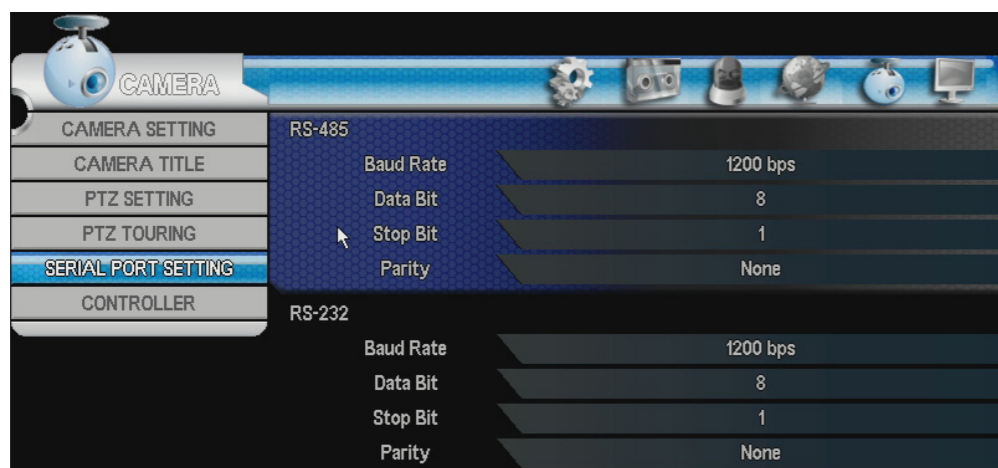 CAMERA
CAMERA SETTING
CAMERA TITLE
PTZ SETTING
PTZ TOURING
SERIAL PORT SETTING
CONTROLLER
RS-485
Baud Rate 1200 bps
Data Bit 8
Stop Bit 1
Parity None
RS-232
Baud Rate 1200 bps
Data Bit 8
Stop Bit 1
Parity None